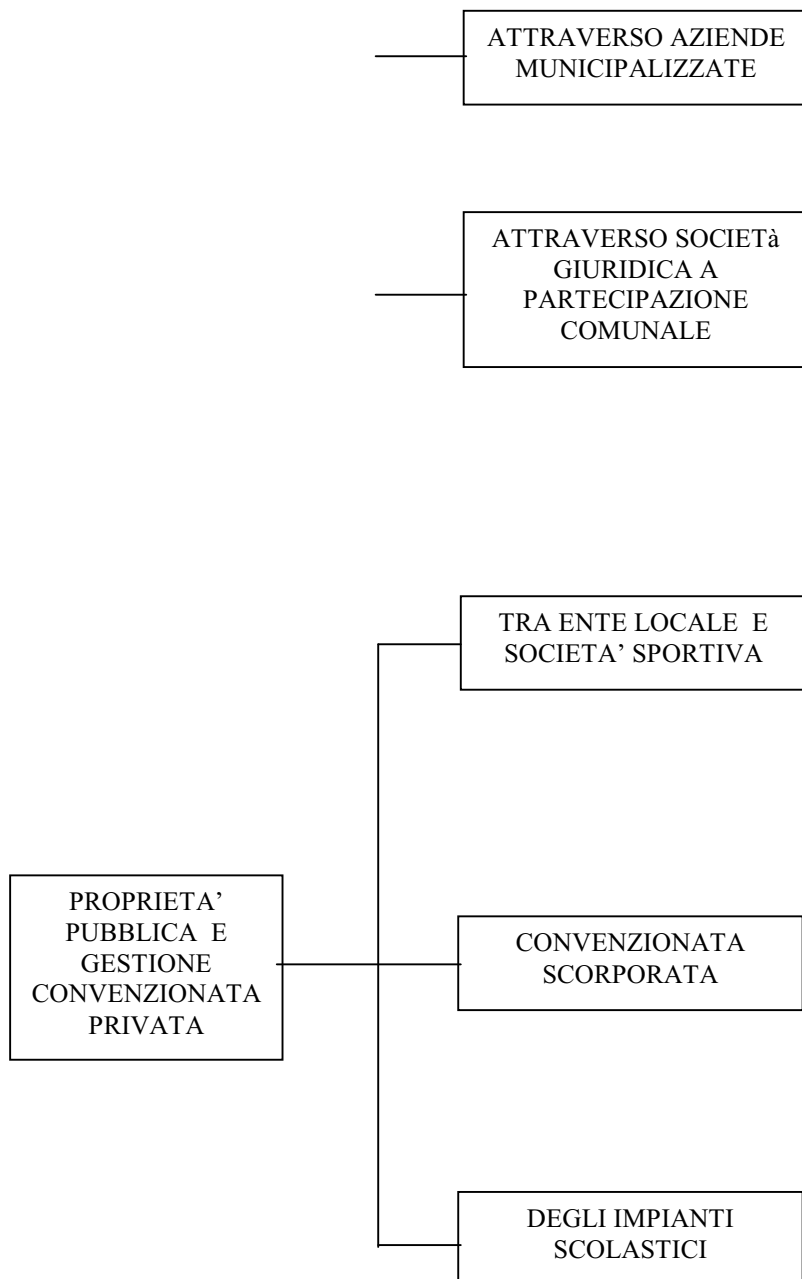 ATTRAVERSO AZIENDE
MUNICIPALIZZATE
ATTRAVERSO SOCIETà
GIURIDICA A
PARTECIPAZIONE
COMUNALE
TRA ENTE LOCALE E
SOCIETA’ SPORTIVA
PROPRIETA’
PUBBLICA E
GESTIONE
CONVENZIONATA
PRIVATA
CONVENZIONATA
SCORPORATA
DEGLI IMPIANTI
SCOLASTICI